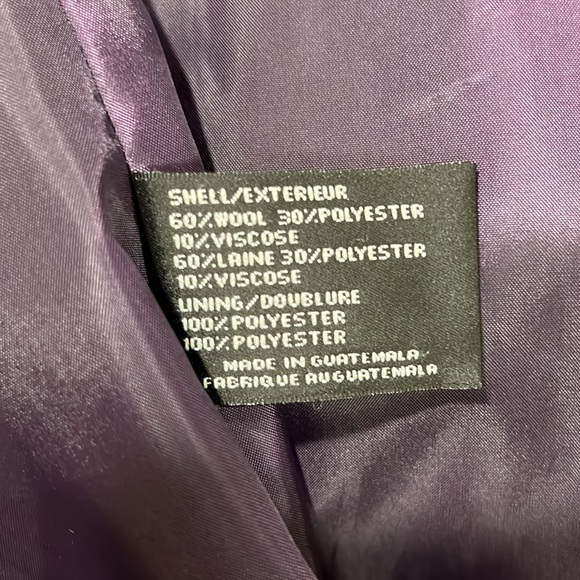 SHELL/EXTERIEUR
60%WOOL 30%POLYESTER
10%VISCOSE
60%LAINE 30%POLYESTER
10%VISCOSE
LINING/DOUBLURE
100%POLYESTER
100%POLYESTER
MADE IN GUATEMALA
FABRIQUE AU GUATEMALA